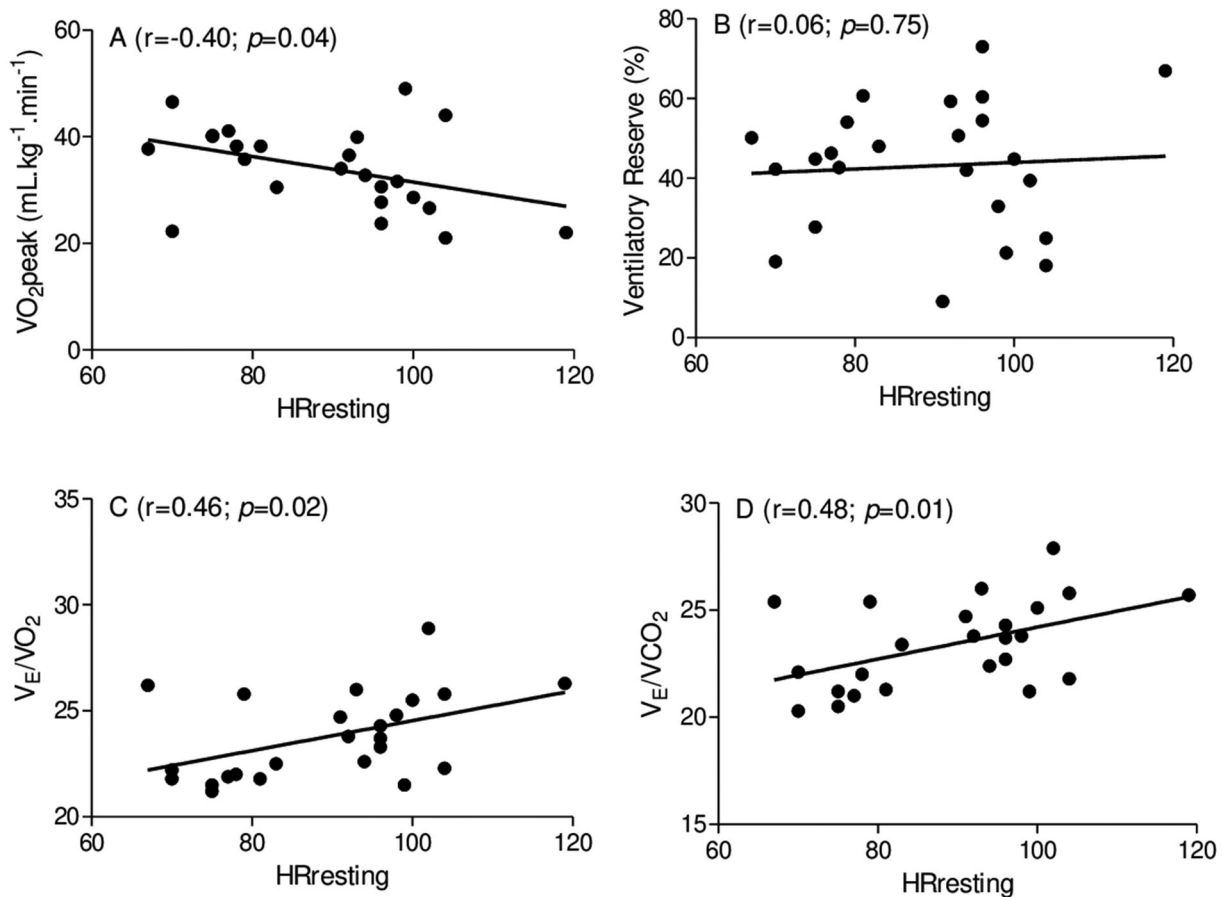 A (r=-0.40; p=0.04)
VO₂peak (mL.kg⁻¹.min⁻¹)
60
40
20
0
60 80 100 120
HRresting
B (r=0.06; p=0.75)
Ventilatory Reserve (%)
80
60
40
20
0
60 80 100 120
HRresting
C (r=0.46; p=0.02)
V_E/VO₂
35
30
25
20
60 80 100 120
HRresting
D (r=0.48; p=0.01)
V_E/VCO₂
30
25
20
15
60 80 100 120
HRresting